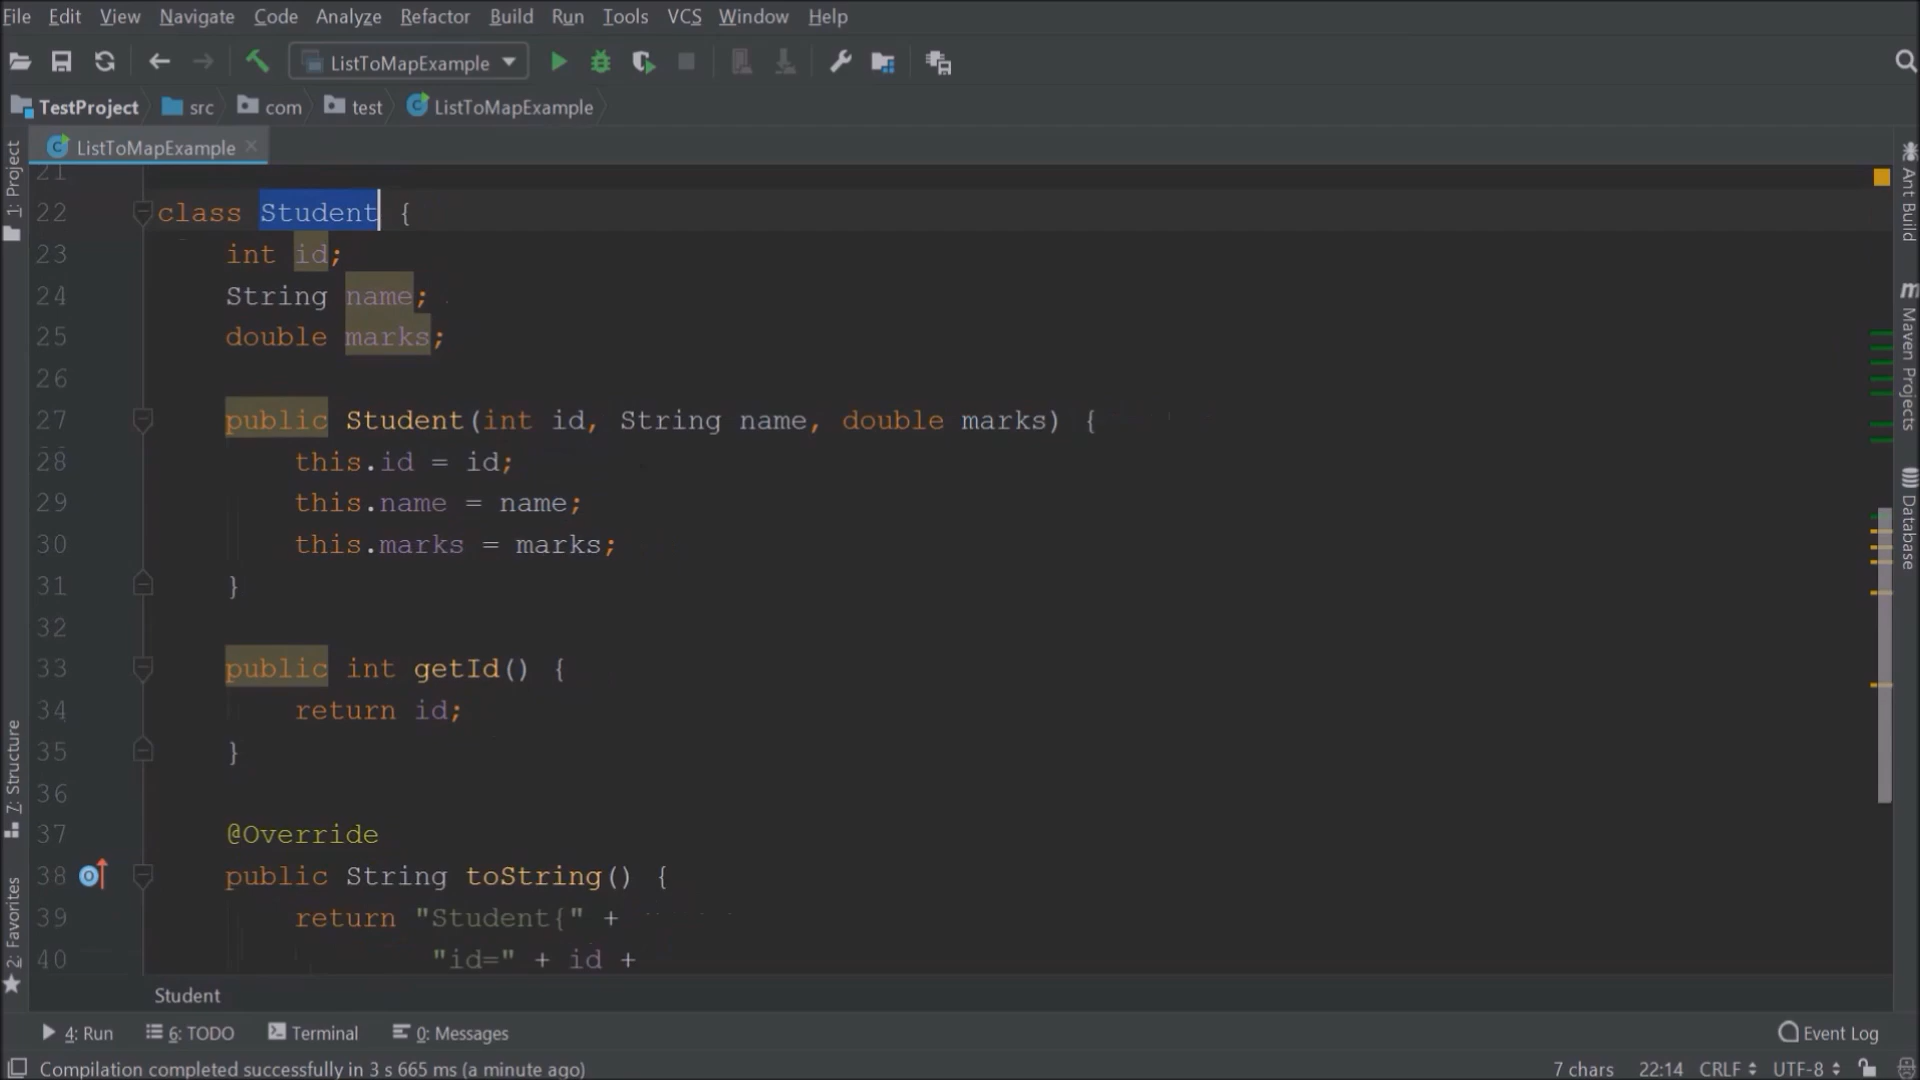 File Edit View Navigate Code Analyze Refactor Build Run Tools VCS Window Help
ListToMapExample
TestProject src com test ListToMapExample
ListToMapExample
1: Project
7: Structure
2: Favorites
21
22 class Student {
23 int id;
24 String name;
25 double marks;
26
27 public Student(int id, String name, double marks) {
28 this.id = id;
29 this.name = name;
30 this.marks = marks;
31 }
32
33 public int getId() {
34 return id;
35 }
36
37 @Override
38 public String toString() {
39 return "Student{" +
40 "id=" + id +
Ant Build
Maven Projects
Database
Student
4: Run 6: TODO Terminal 0: Messages Event Log
Compilation completed successfully in 3 s 665 ms (a minute ago) 7 chars 22:14 CRLF UTF-8